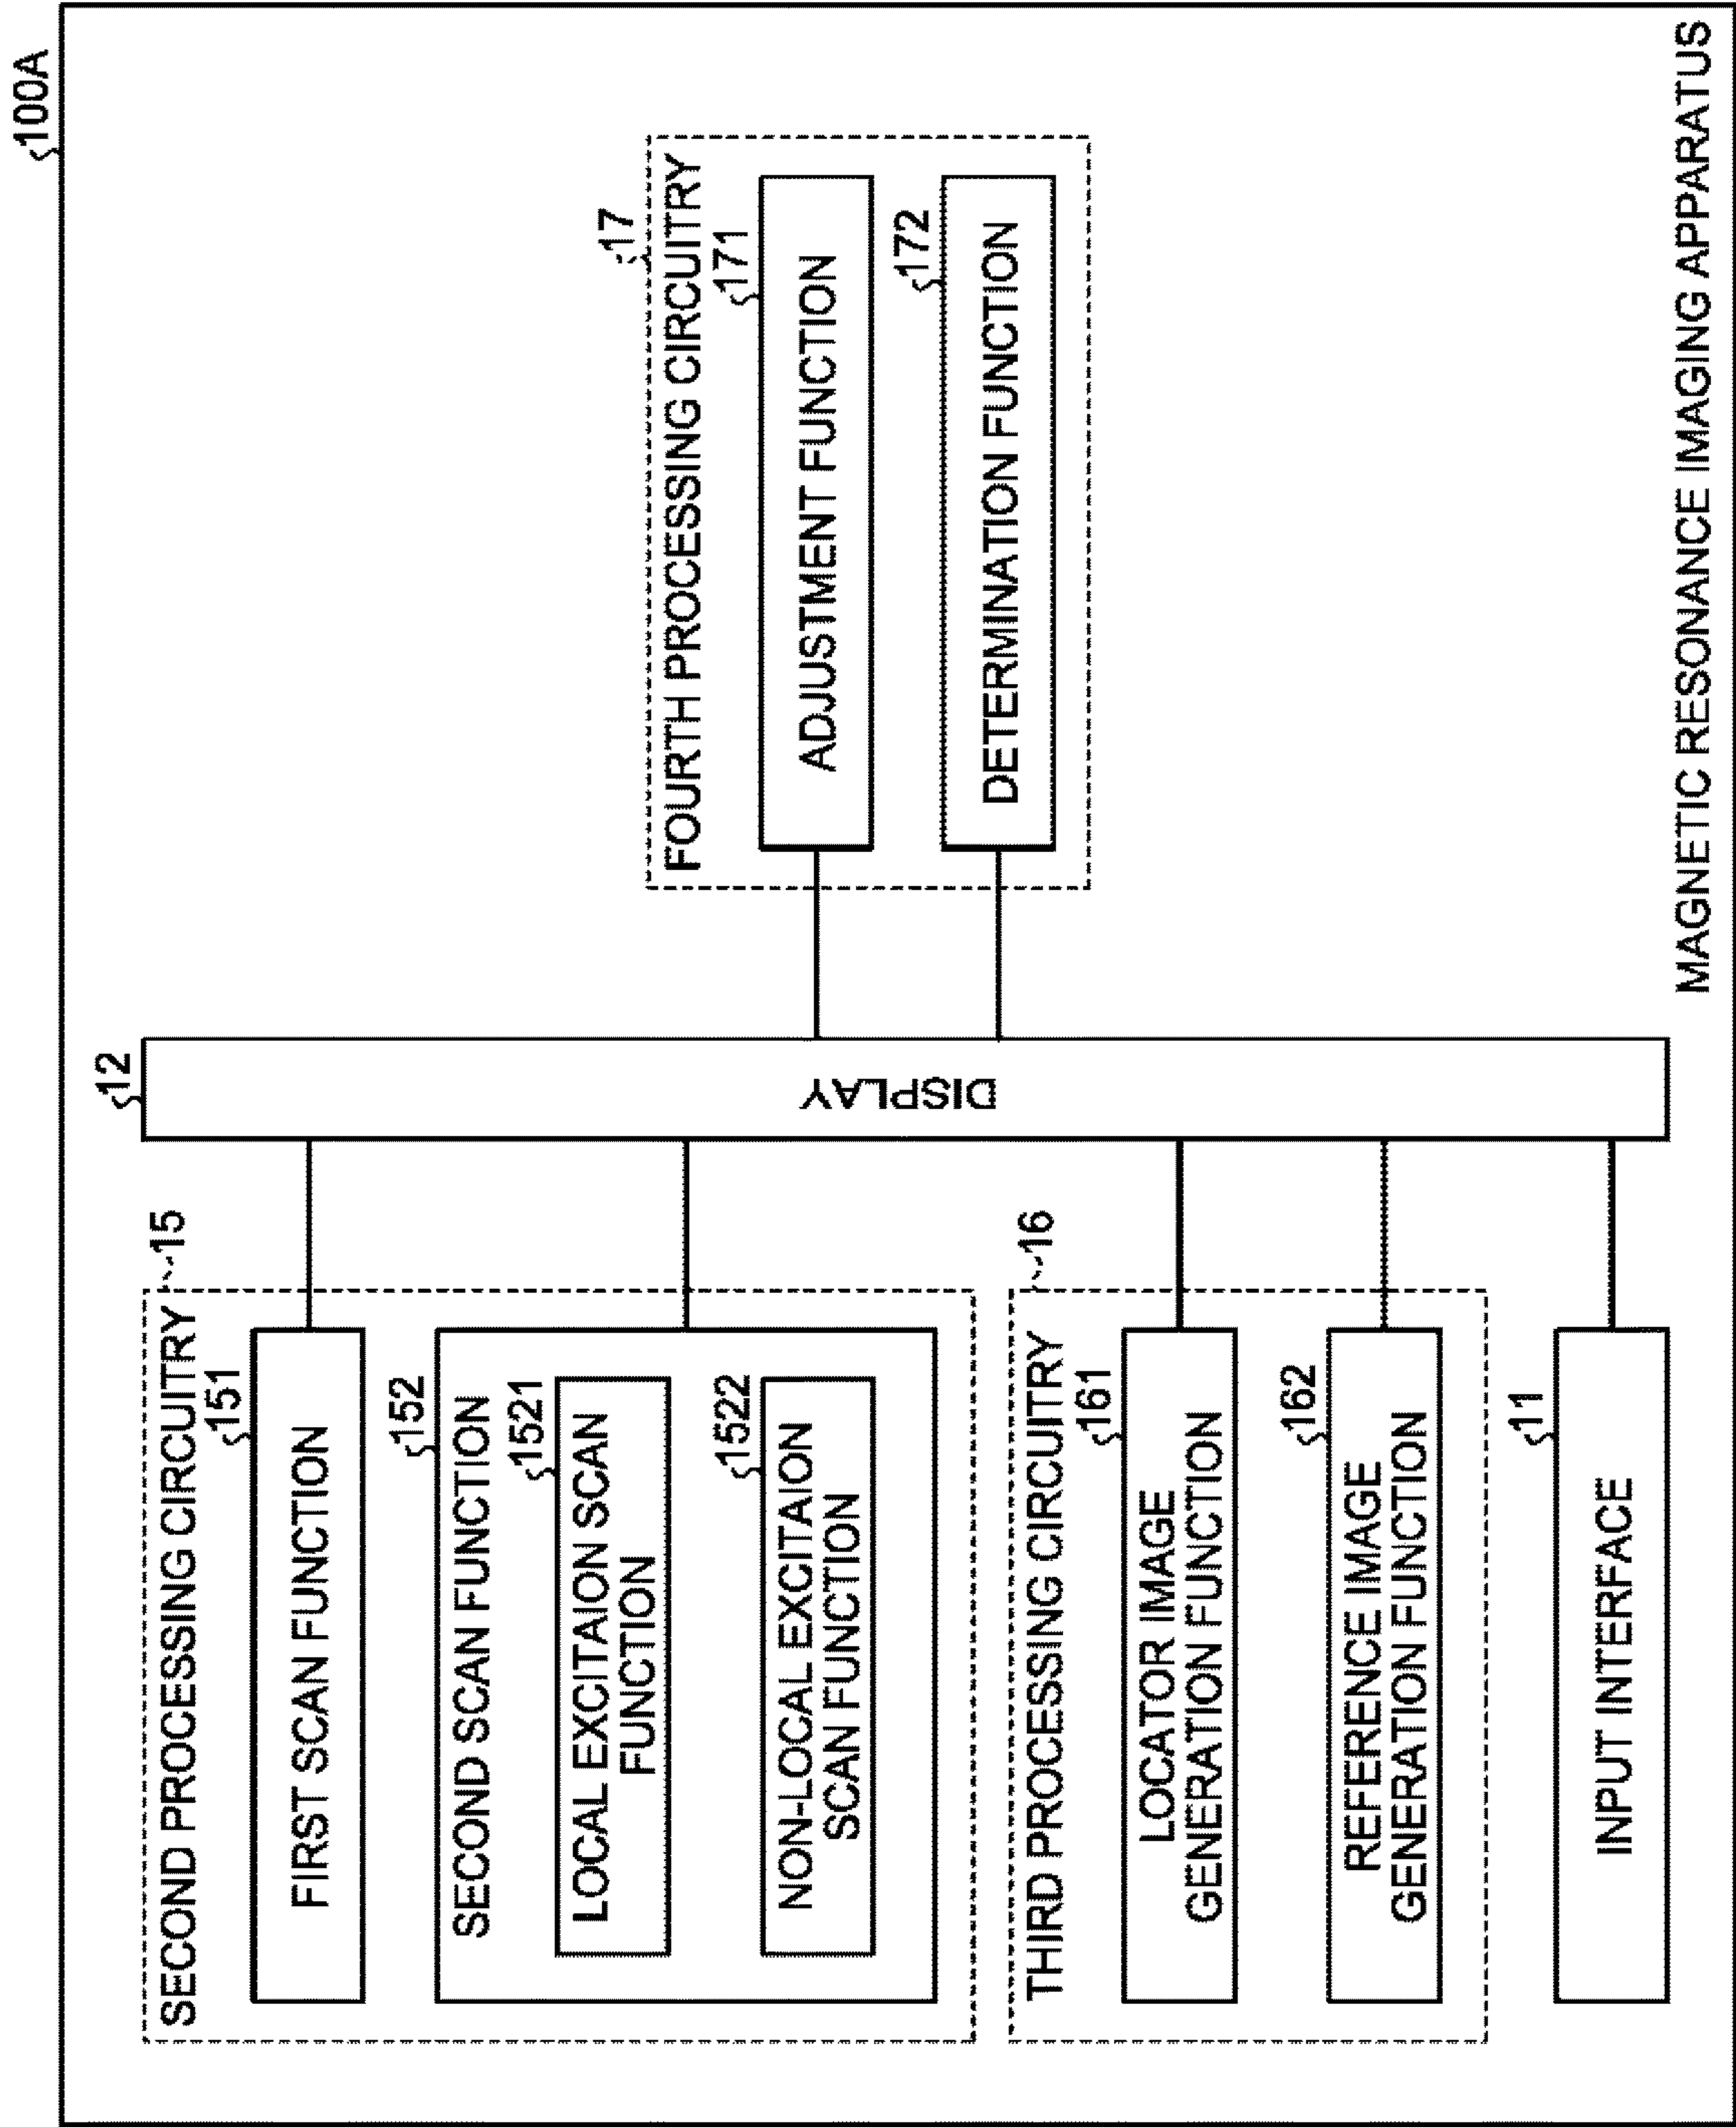 100A
SECOND PROCESSING CIRCUITRY
15
151
FIRST SCAN FUNCTION
152
SECOND SCAN FUNCTION
1521
LOCAL EXCITAION SCAN
FUNCTION
1522
NON-LOCAL EXCITAION
SCAN FUNCTION
THIRD PROCESSING CIRCUITRY
16
161
LOCATOR IMAGE
GENERATION FUNCTION
162
REFERENCE IMAGE
GENERATION FUNCTION
11
INPUT INTERFACE
12
DISPLAY
17
FOURTH PROCESSING CIRCUITRY
171
ADJUSTMENT FUNCTION
172
DETERMINATION FUNCTION
MAGNETIC RESONANCE IMAGING APPARATUS